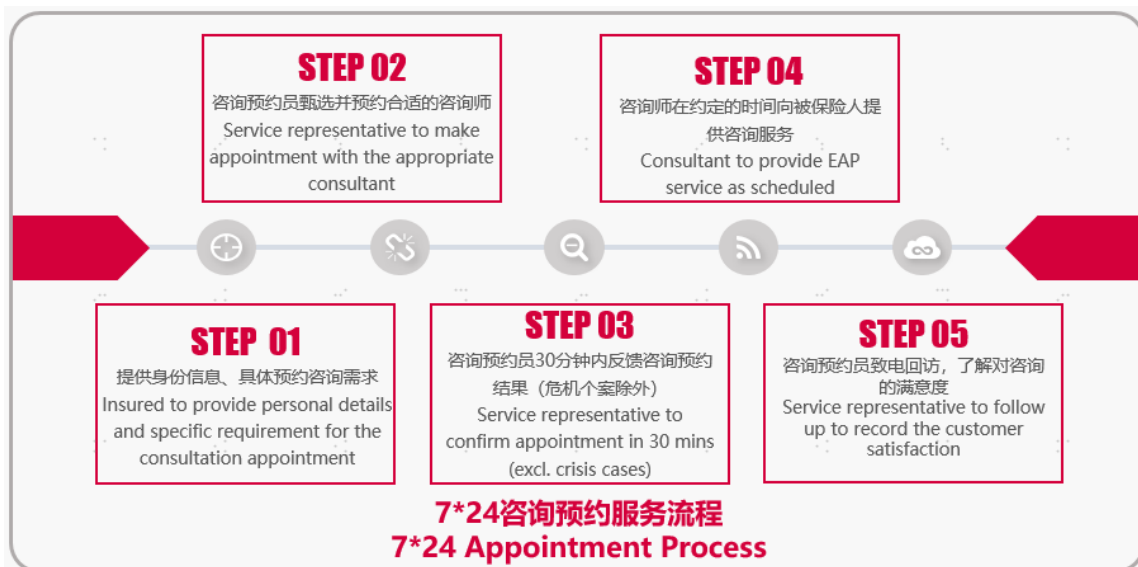 STEP 01
提供身份信息、具体预约咨询需求
Insured to provide personal details
and specific requirement for the
consultation appointment
STEP 02
咨询预约员甄选并预约合适的咨询师
Service representative to make
appointment with the appropriate
consultant
STEP 03
咨询预约员30分钟内反馈咨询预约
结果（危机个案除外）
Service representative to
confirm appointment in 30 mins
(excl. crisis cases)
STEP 04
咨询师在约定的时间向被保险人提
供咨询服务
Consultant to provide EAP
service as scheduled
STEP 05
咨询预约员致电回访，了解对咨询
的满意度
Service representative to follow
up to record the customer
satisfaction
7*24咨询预约服务流程
7*24 Appointment Process